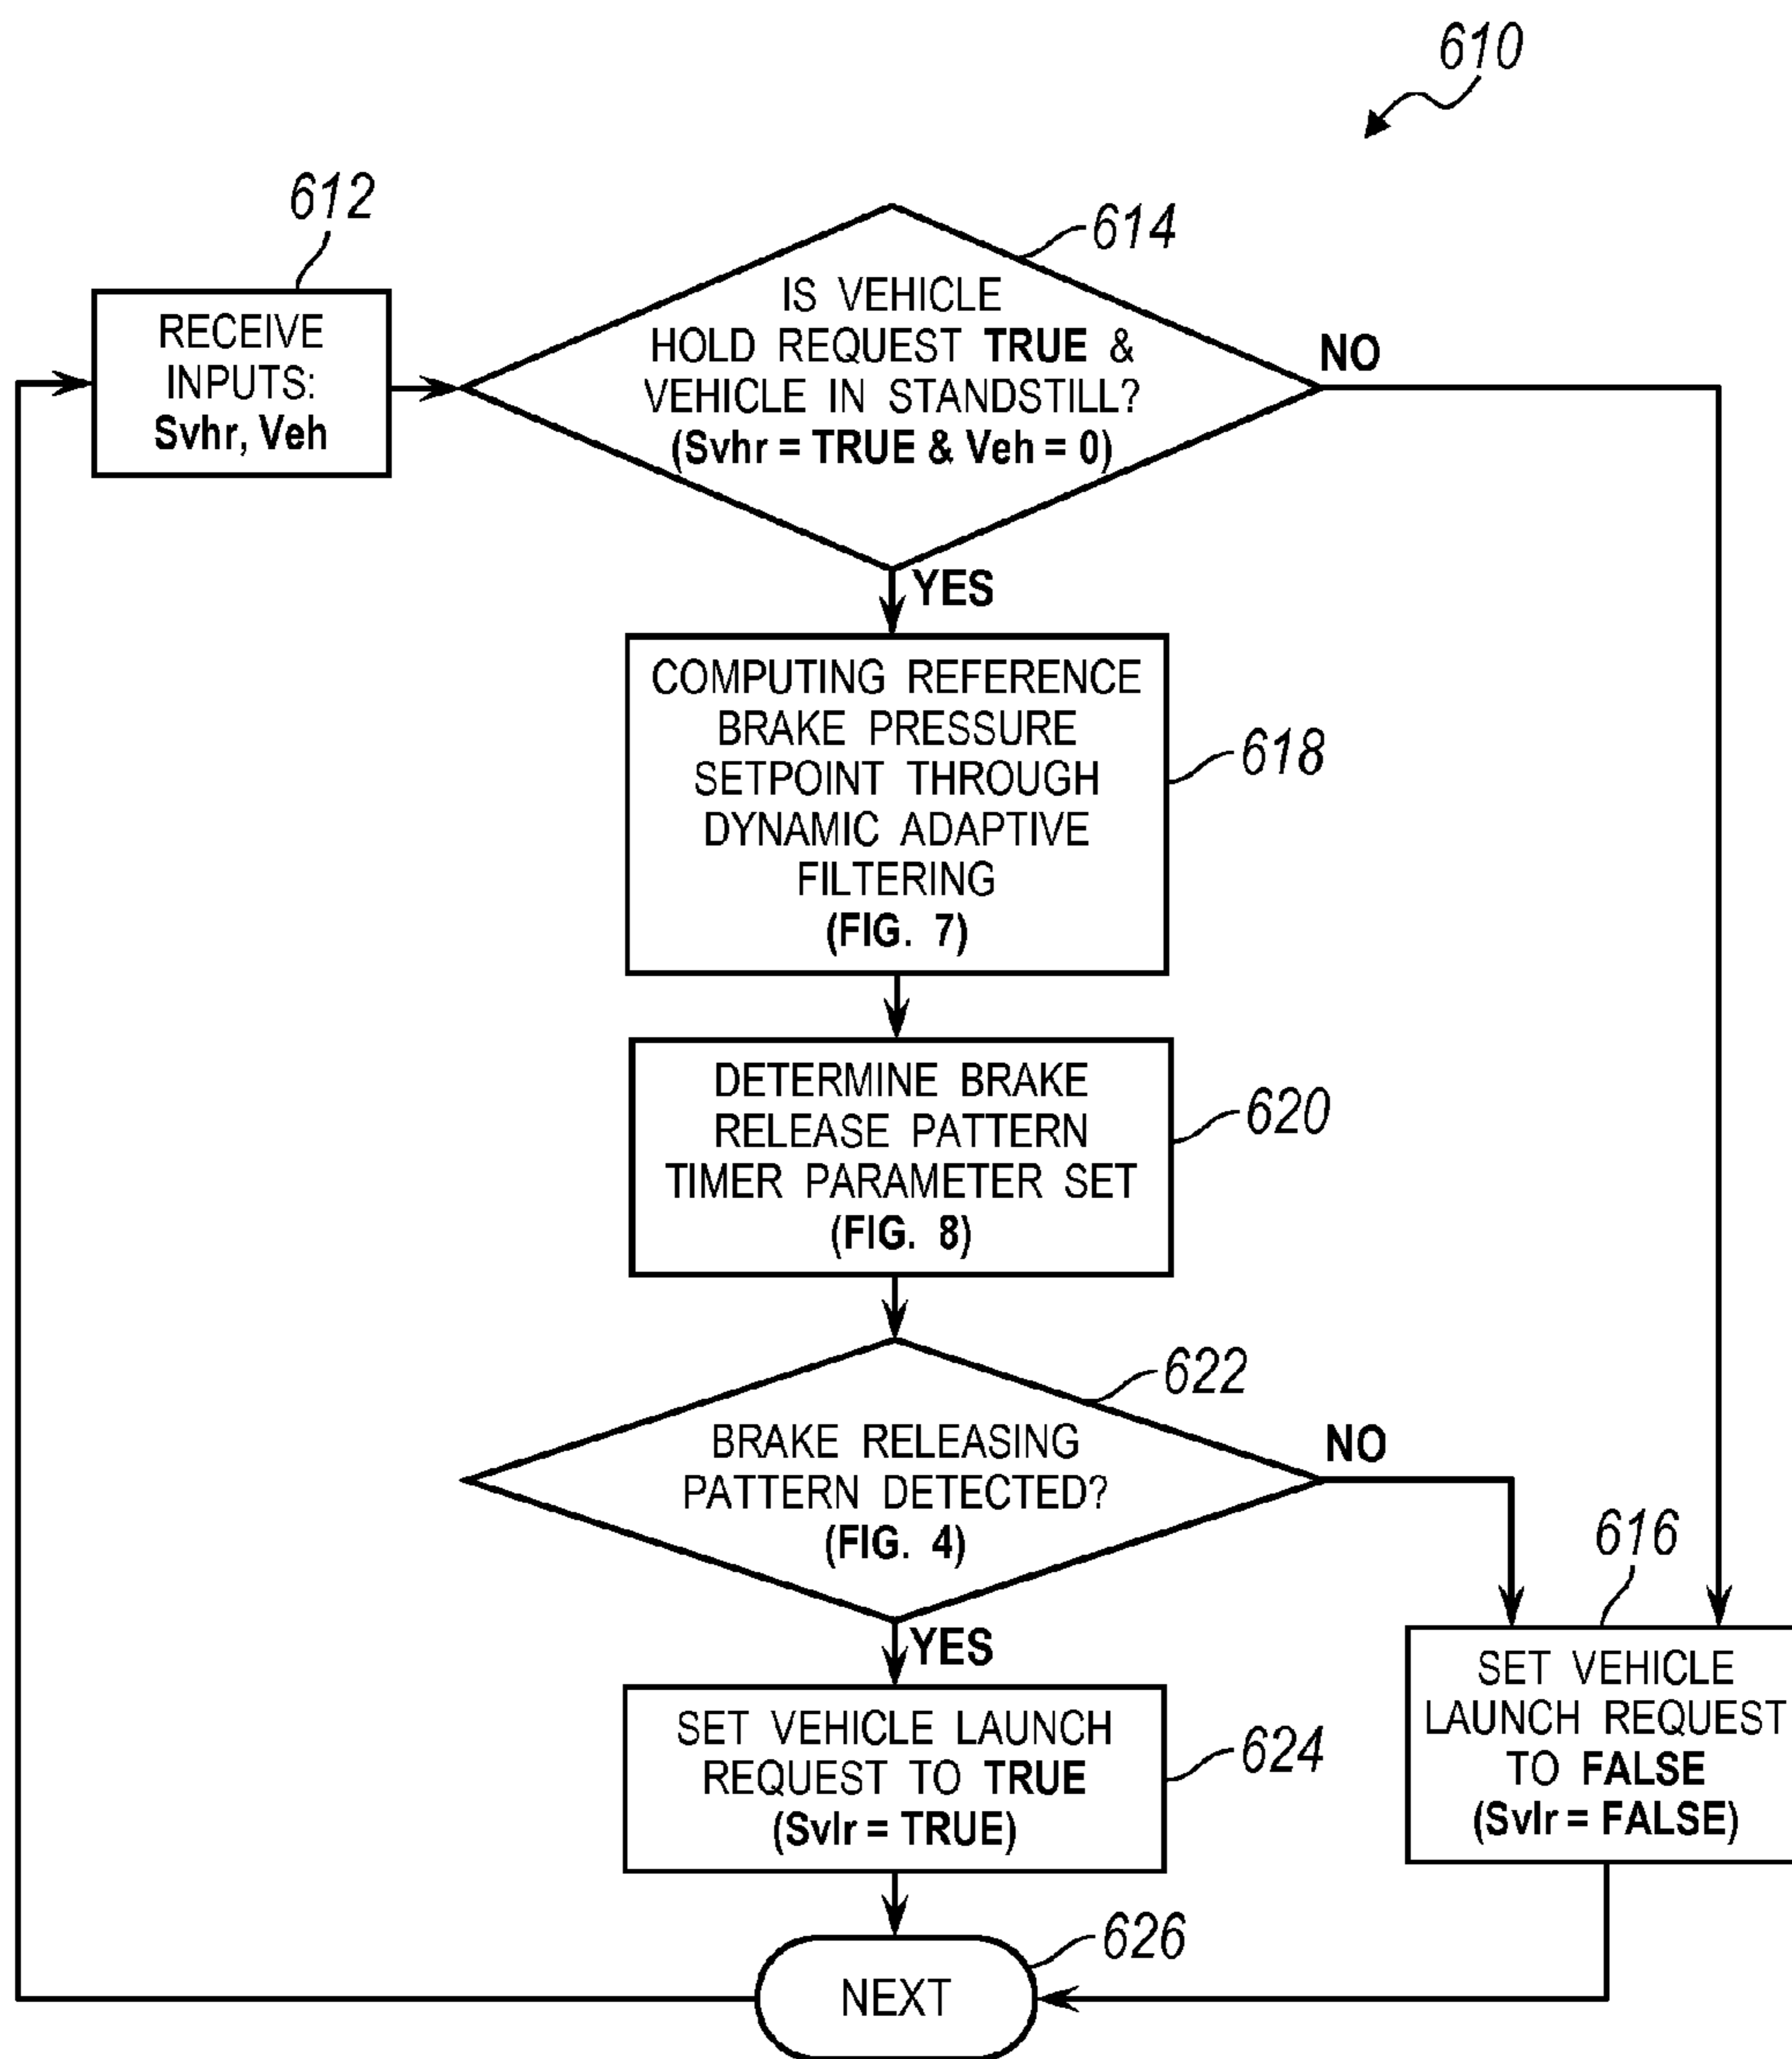 610
612
RECEIVE
INPUTS:
Svhr, Veh
614
IS VEHICLE
HOLD REQUEST TRUE &
VEHICLE IN STANDSTILL?
(Svhr = TRUE & Veh = 0)
NO
YES
COMPUTING REFERENCE
BRAKE PRESSURE
SETPOINT THROUGH
DYNAMIC ADAPTIVE
FILTERING
(FIG. 7)
618
DETERMINE BRAKE
RELEASE PATTERN
TIMER PARAMETER SET
(FIG. 8)
620
622
BRAKE RELEASING
PATTERN DETECTED?
(FIG. 4)
NO
YES
616
SET VEHICLE
LAUNCH REQUEST
TO FALSE
(Svlr = FALSE)
SET VEHICLE LAUNCH
REQUEST TO TRUE
(Svlr = TRUE)
624
626
NEXT